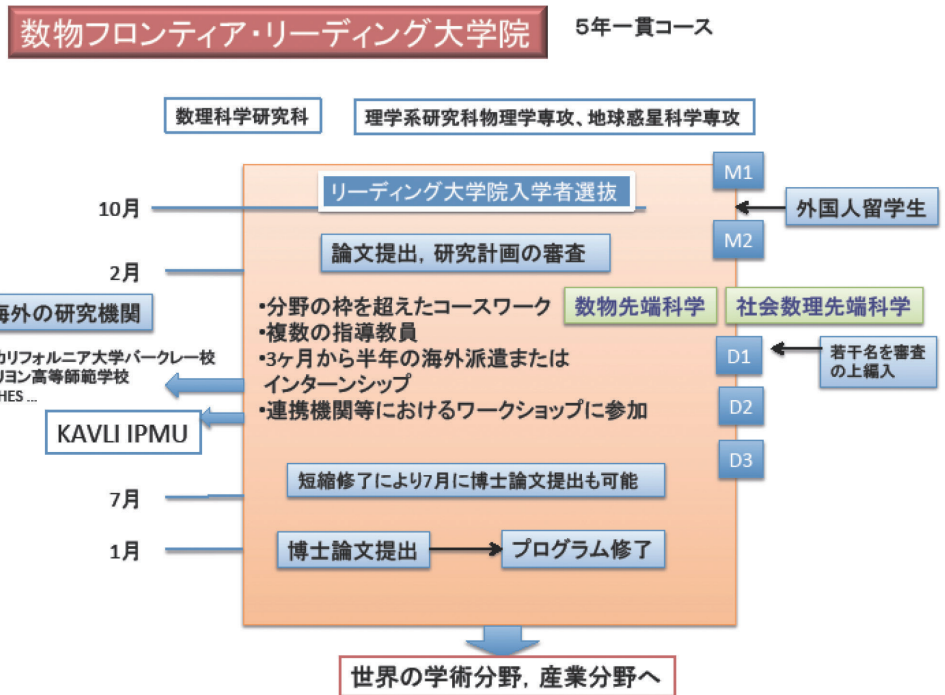 数物フロンティア・リーディング大学院
5年一貫コース
数理科学研究科
理学系研究科物理学専攻、地球惑星科学専攻
M1
リーディング大学院入学者選抜
10月
外国人留学生
M2
論文提出, 研究計画の審査
2月
海外の研究機関
•分野の枠を超えたコースワーク
数物先端科学
社会数理先端科学
•複数の指導教員
•3ヶ月から半年の海外派遣または
インターンシップ
•連携機関等におけるワークショップに参加
D1
若干名を審査
の上編入
カリフォルニア大学バークレー校
リヨン高等師範学校
HES ...
D2
KAVLI IPMU
D3
短縮修了により7月に博士論文提出も可能
7月
1月
博士論文提出
プログラム修了
世界の学術分野, 産業分野へ